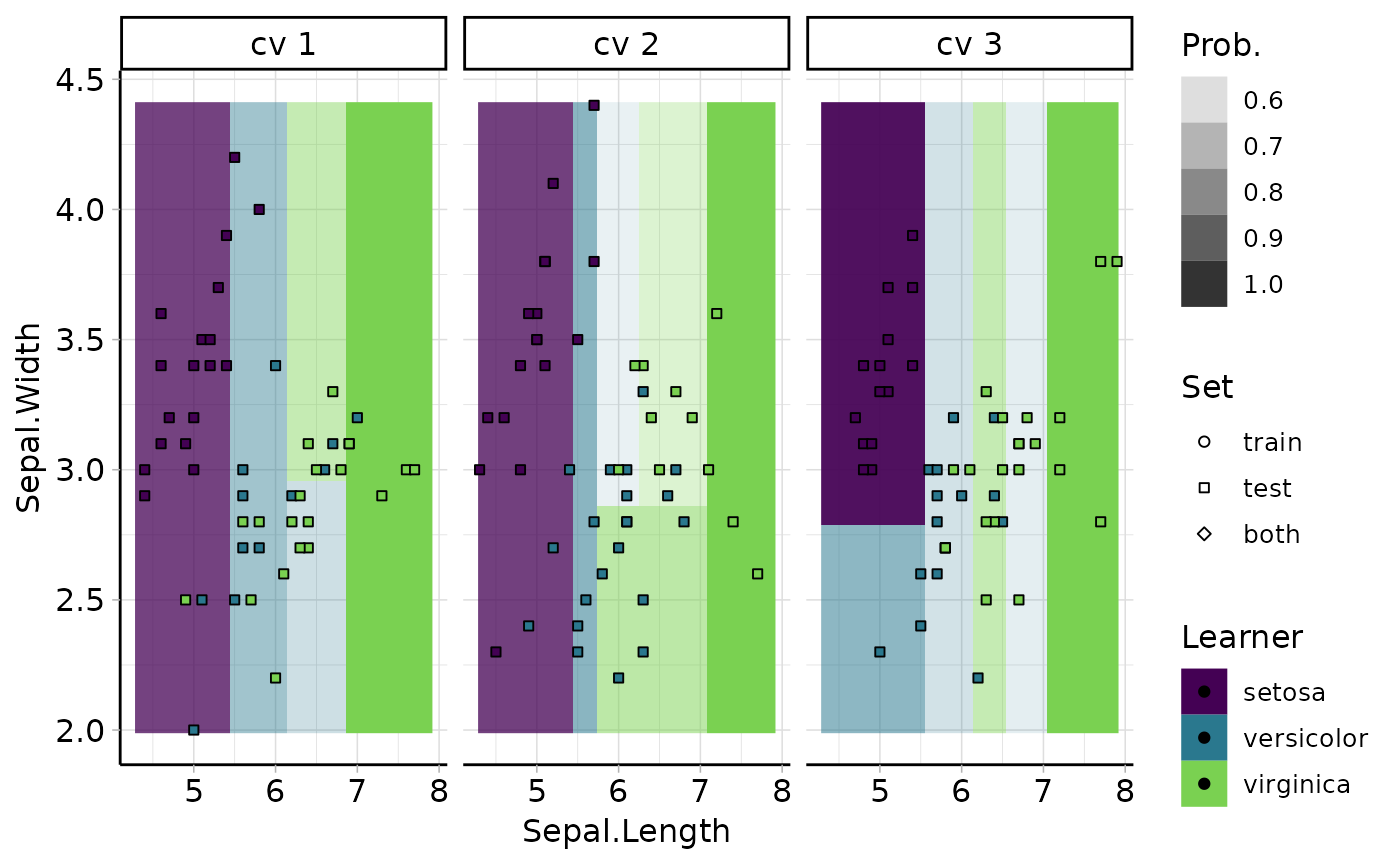 cv 1
cv 2
cv 3
4.5
4.0
3.5
3.0
2.5
2.0
Sepal.Width
5 6 7 8
5 6 7 8
5 6 7 8
Sepal.Length
Prob.
0.6
0.7
0.8
0.9
1.0
Set
train
test
both
Learner
setosa
versicolor
virginica